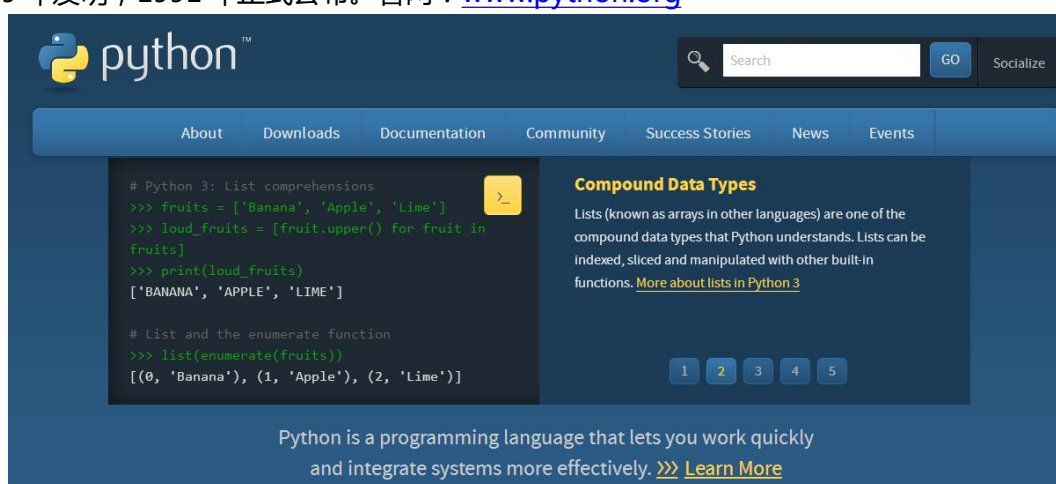 9 年发明，1991 年正式公布。官网：www.python.org
python™
Search
GO
Socialize
About Downloads Documentation Community Success Stories News Events
# Python 3: List comprehensions
>>> fruits = ['Banana', 'Apple', 'Lime']
>>> loud_fruits = [fruit.upper() for fruit in
fruits]
>>> print(loud_fruits)
['BANANA', 'APPLE', 'LIME']
# List and the enumerate function
>>> list(enumerate(fruits))
[(0, 'Banana'), (1, 'Apple'), (2, 'Lime')]
>_
Compound Data Types
Lists (known as arrays in other languages) are one of the
compound data types that Python understands. Lists can be
indexed, sliced and manipulated with other built-in
functions. More about lists in Python 3
1 2 3 4 5
Python is a programming language that lets you work quickly
and integrate systems more effectively. >>> Learn More